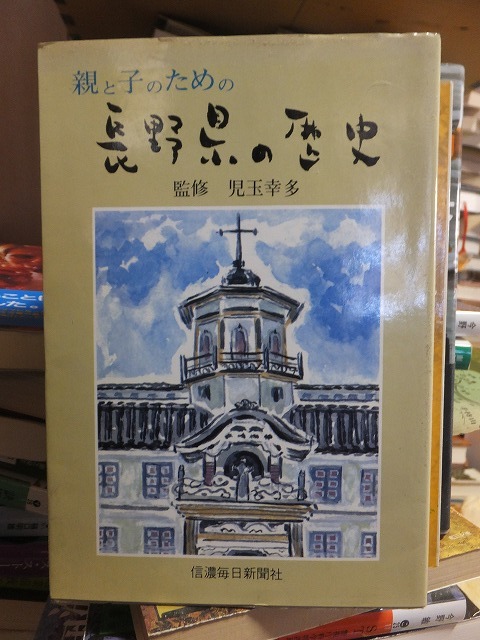 親と子のための
長野県の歴史
監修 児玉幸多
信濃毎日新聞社